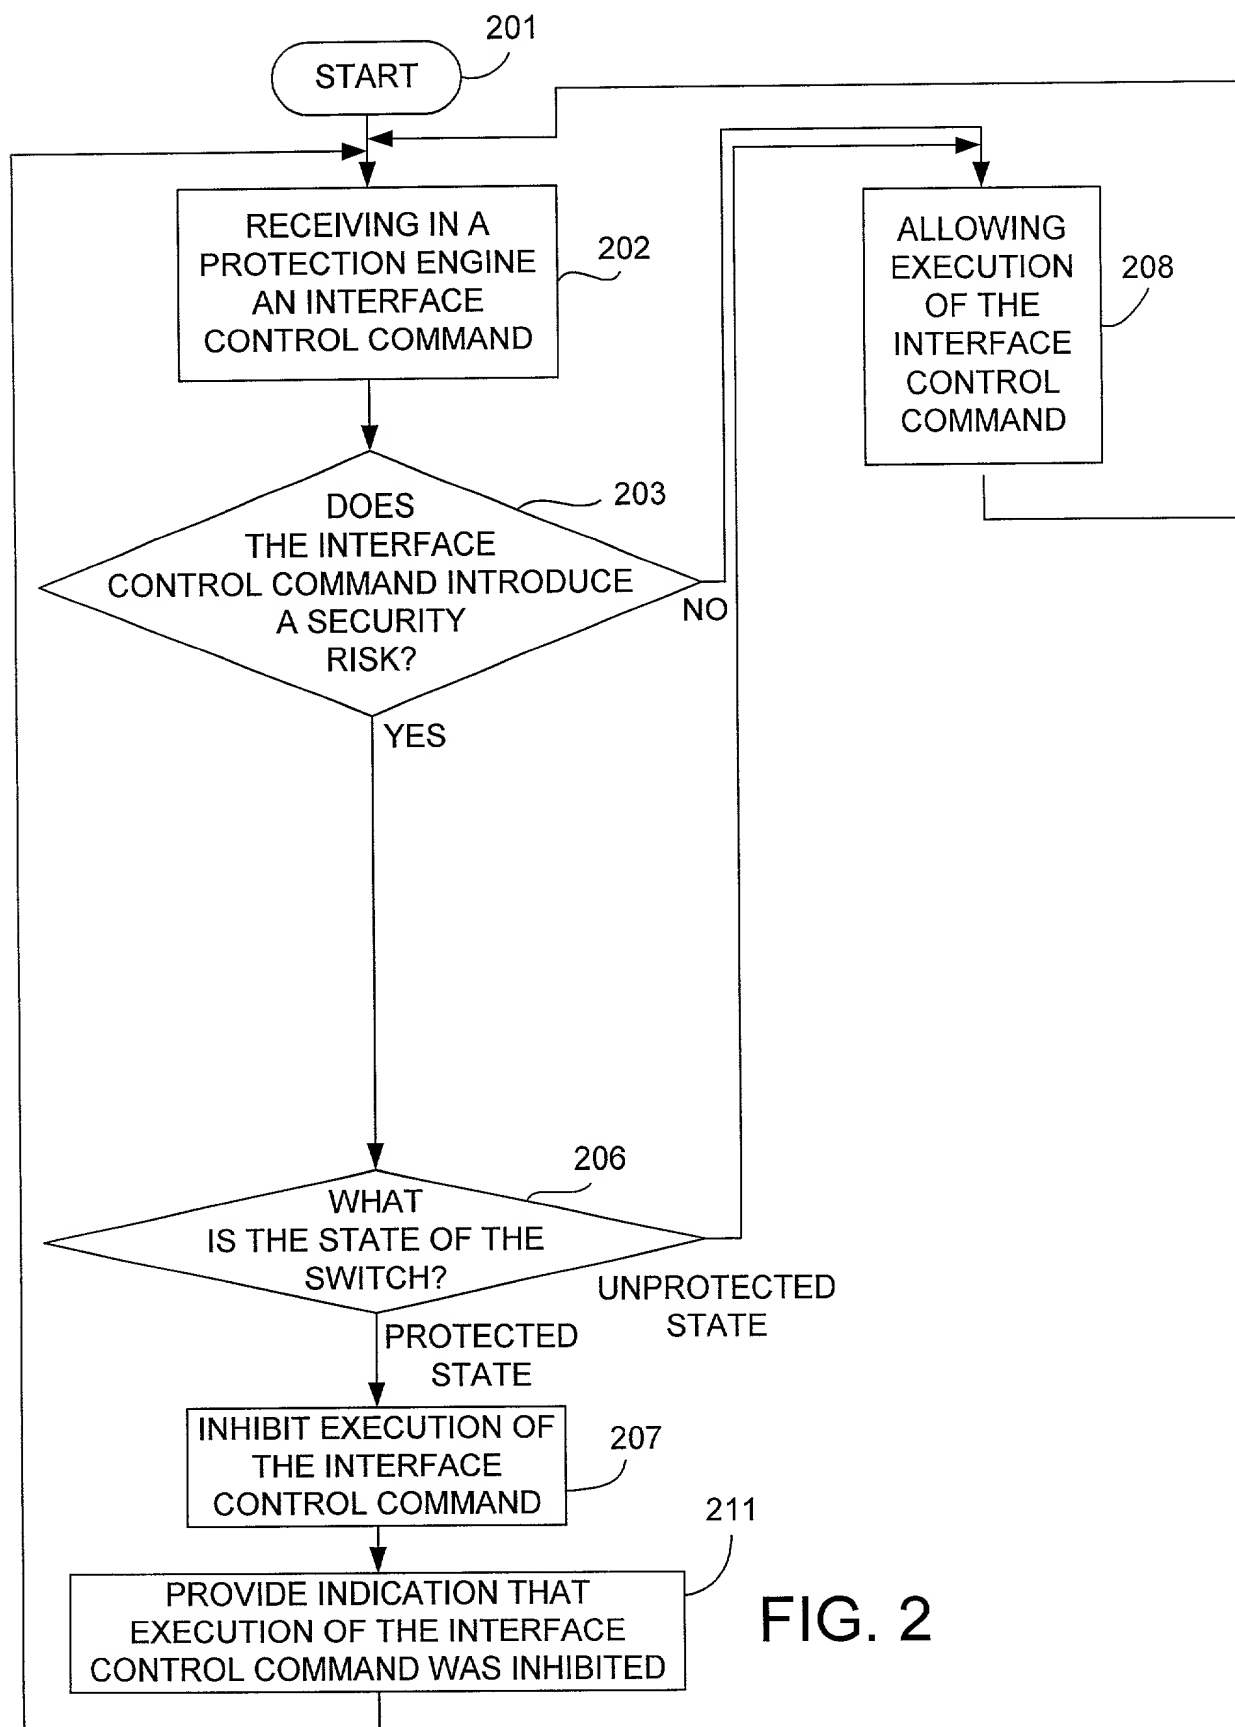 201
START
RECEIVING IN A
PROTECTION ENGINE
AN INTERFACE
CONTROL COMMAND
202
ALLOWING
EXECUTION
OF THE
INTERFACE
CONTROL
COMMAND
208
DOES
THE INTERFACE
CONTROL COMMAND INTRODUCE
A SECURITY
RISK?
203
NO
YES
206
WHAT
IS THE STATE OF THE
SWITCH?
UNPROTECTED
STATE
PROTECTED
STATE
INHIBIT EXECUTION OF
THE INTERFACE
CONTROL COMMAND
207
211
PROVIDE INDICATION THAT
EXECUTION OF THE INTERFACE
CONTROL COMMAND WAS INHIBITED
FIG. 2